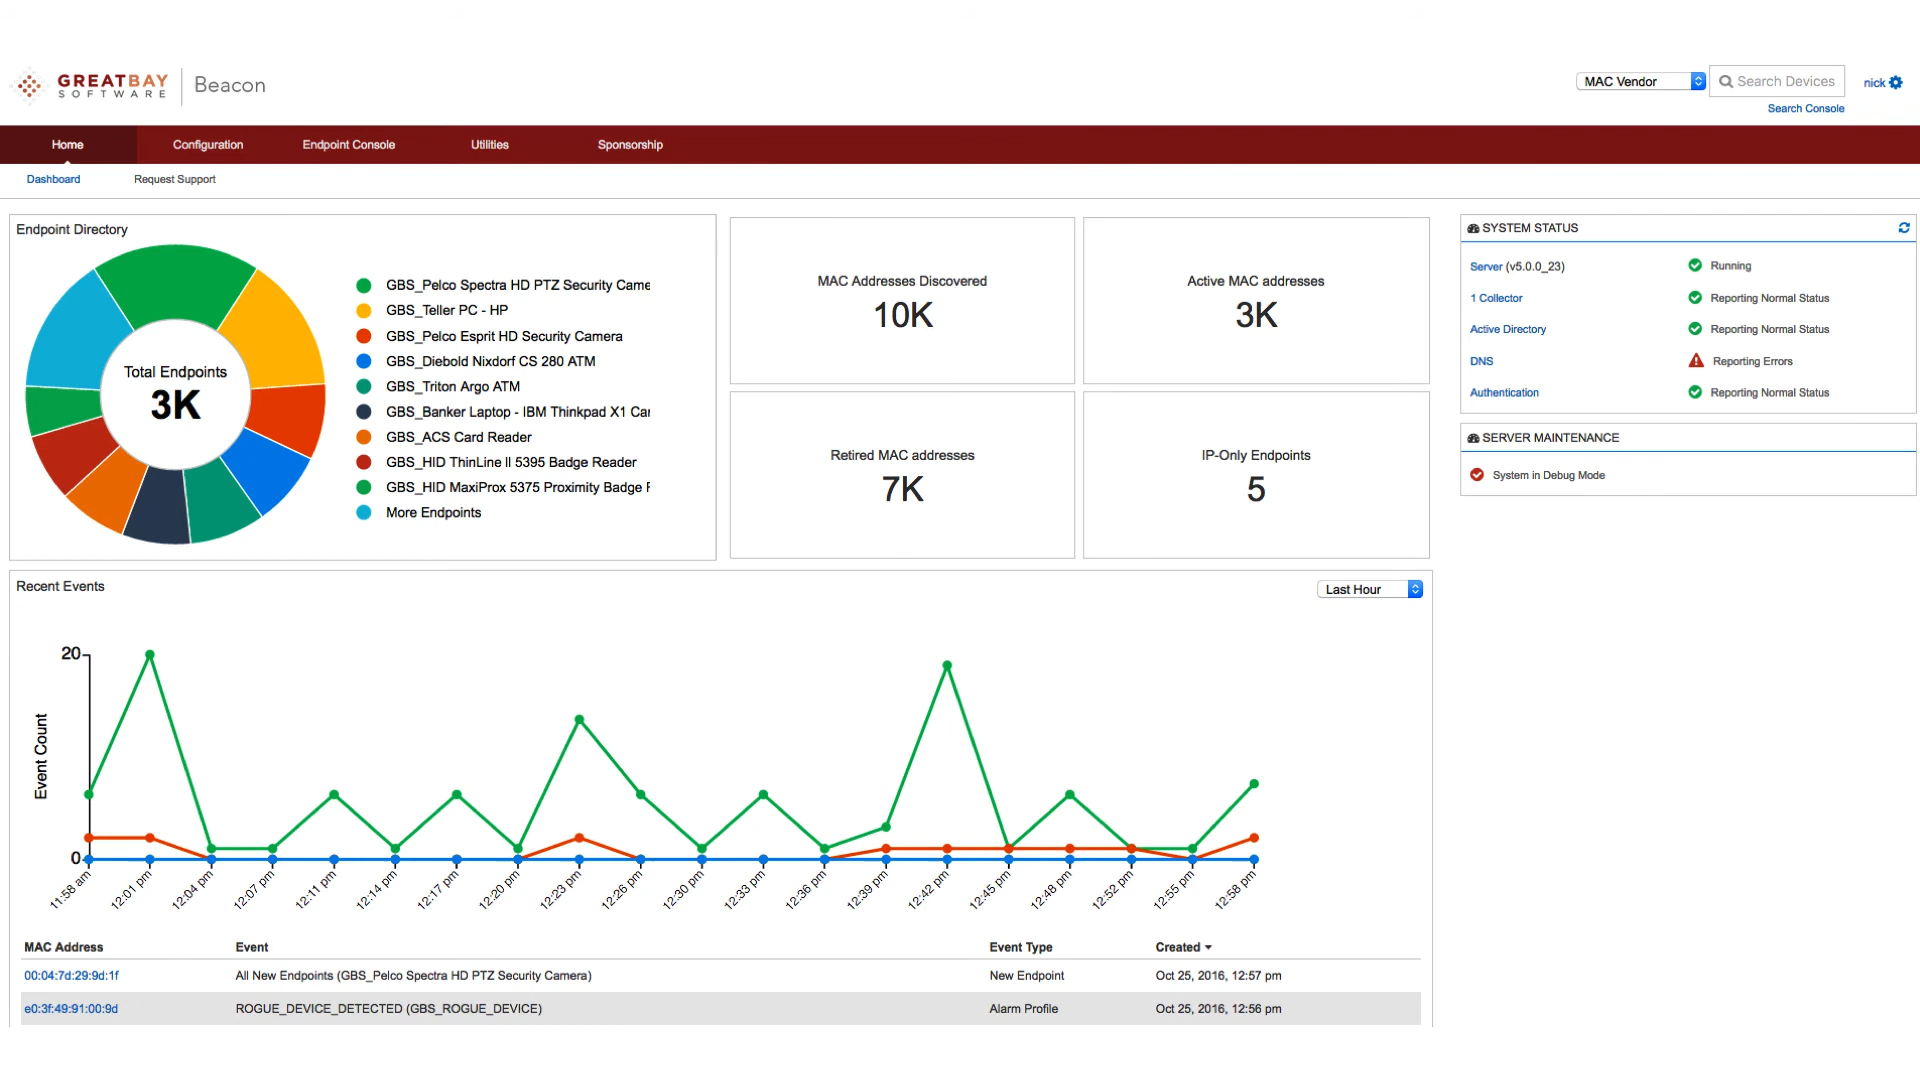 GREATBAY
SOFTWARE
Beacon
MAC Vendor
Search Devices
nick
Search Console
Home
Configuration
Endpoint Console
Utilities
Sponsorship
Dashboard
Request Support
Endpoint Directory
Total Endpoints
3K
GBS_Pelco Spectra HD PTZ Security Came
GBS_Teller PC - HP
GBS_Pelco Esprit HD Security Camera
GBS_Diebold Nixdorf CS 280 ATM
GBS_Triton Argo ATM
GBS_Banker Laptop - IBM Thinkpad X1 Car
GBS_ACS Card Reader
GBS_HID ThinLine II 5395 Badge Reader
GBS_HID MaxiProx 5375 Proximity Badge R
More Endpoints
MAC Addresses Discovered
10K
Active MAC addresses
3K
Retired MAC addresses
7K
IP-Only Endpoints
5
SYSTEM STATUS
Server (v5.0.0_23)
Running
1 Collector
Reporting Normal Status
Active Directory
Reporting Normal Status
DNS
Reporting Errors
Authentication
Reporting Normal Status
SERVER MAINTENANCE
System in Debug Mode
Recent Events
Last Hour
Event Count
20
0
11:58 am
12:01 pm
12:04 pm
12:07 pm
12:11 pm
12:14 pm
12:17 pm
12:20 pm
12:23 pm
12:26 pm
12:30 pm
12:33 pm
12:36 pm
12:39 pm
12:42 pm
12:45 pm
12:48 pm
12:52 pm
12:55 pm
12:58 pm
MAC Address Event Event Type Created
00:04:7d:29:9d:1f All New Endpoints (GBS_Pelco Spectra HD PTZ Security Camera) New Endpoint Oct 25, 2016, 12:57 pm
e0:3f:49:91:00:9d ROGUE_DEVICE_DETECTED (GBS_ROGUE_DEVICE) Alarm Profile Oct 25, 2016, 12:56 pm